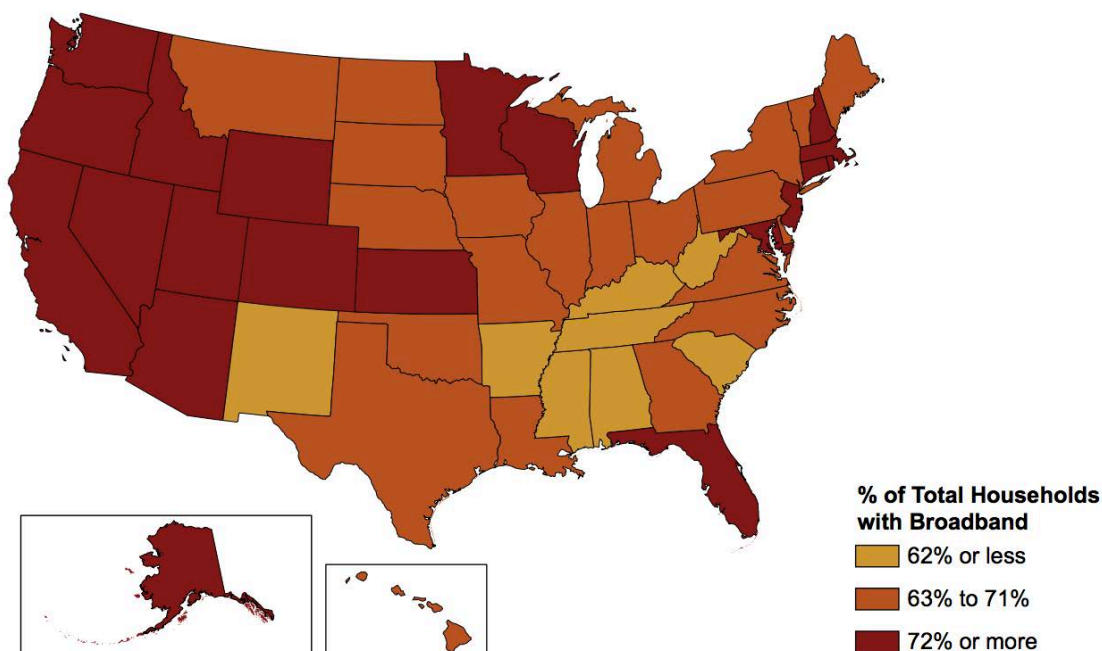 % of Total Households
with Broadband
62% or less
63% to 71%
72% or more